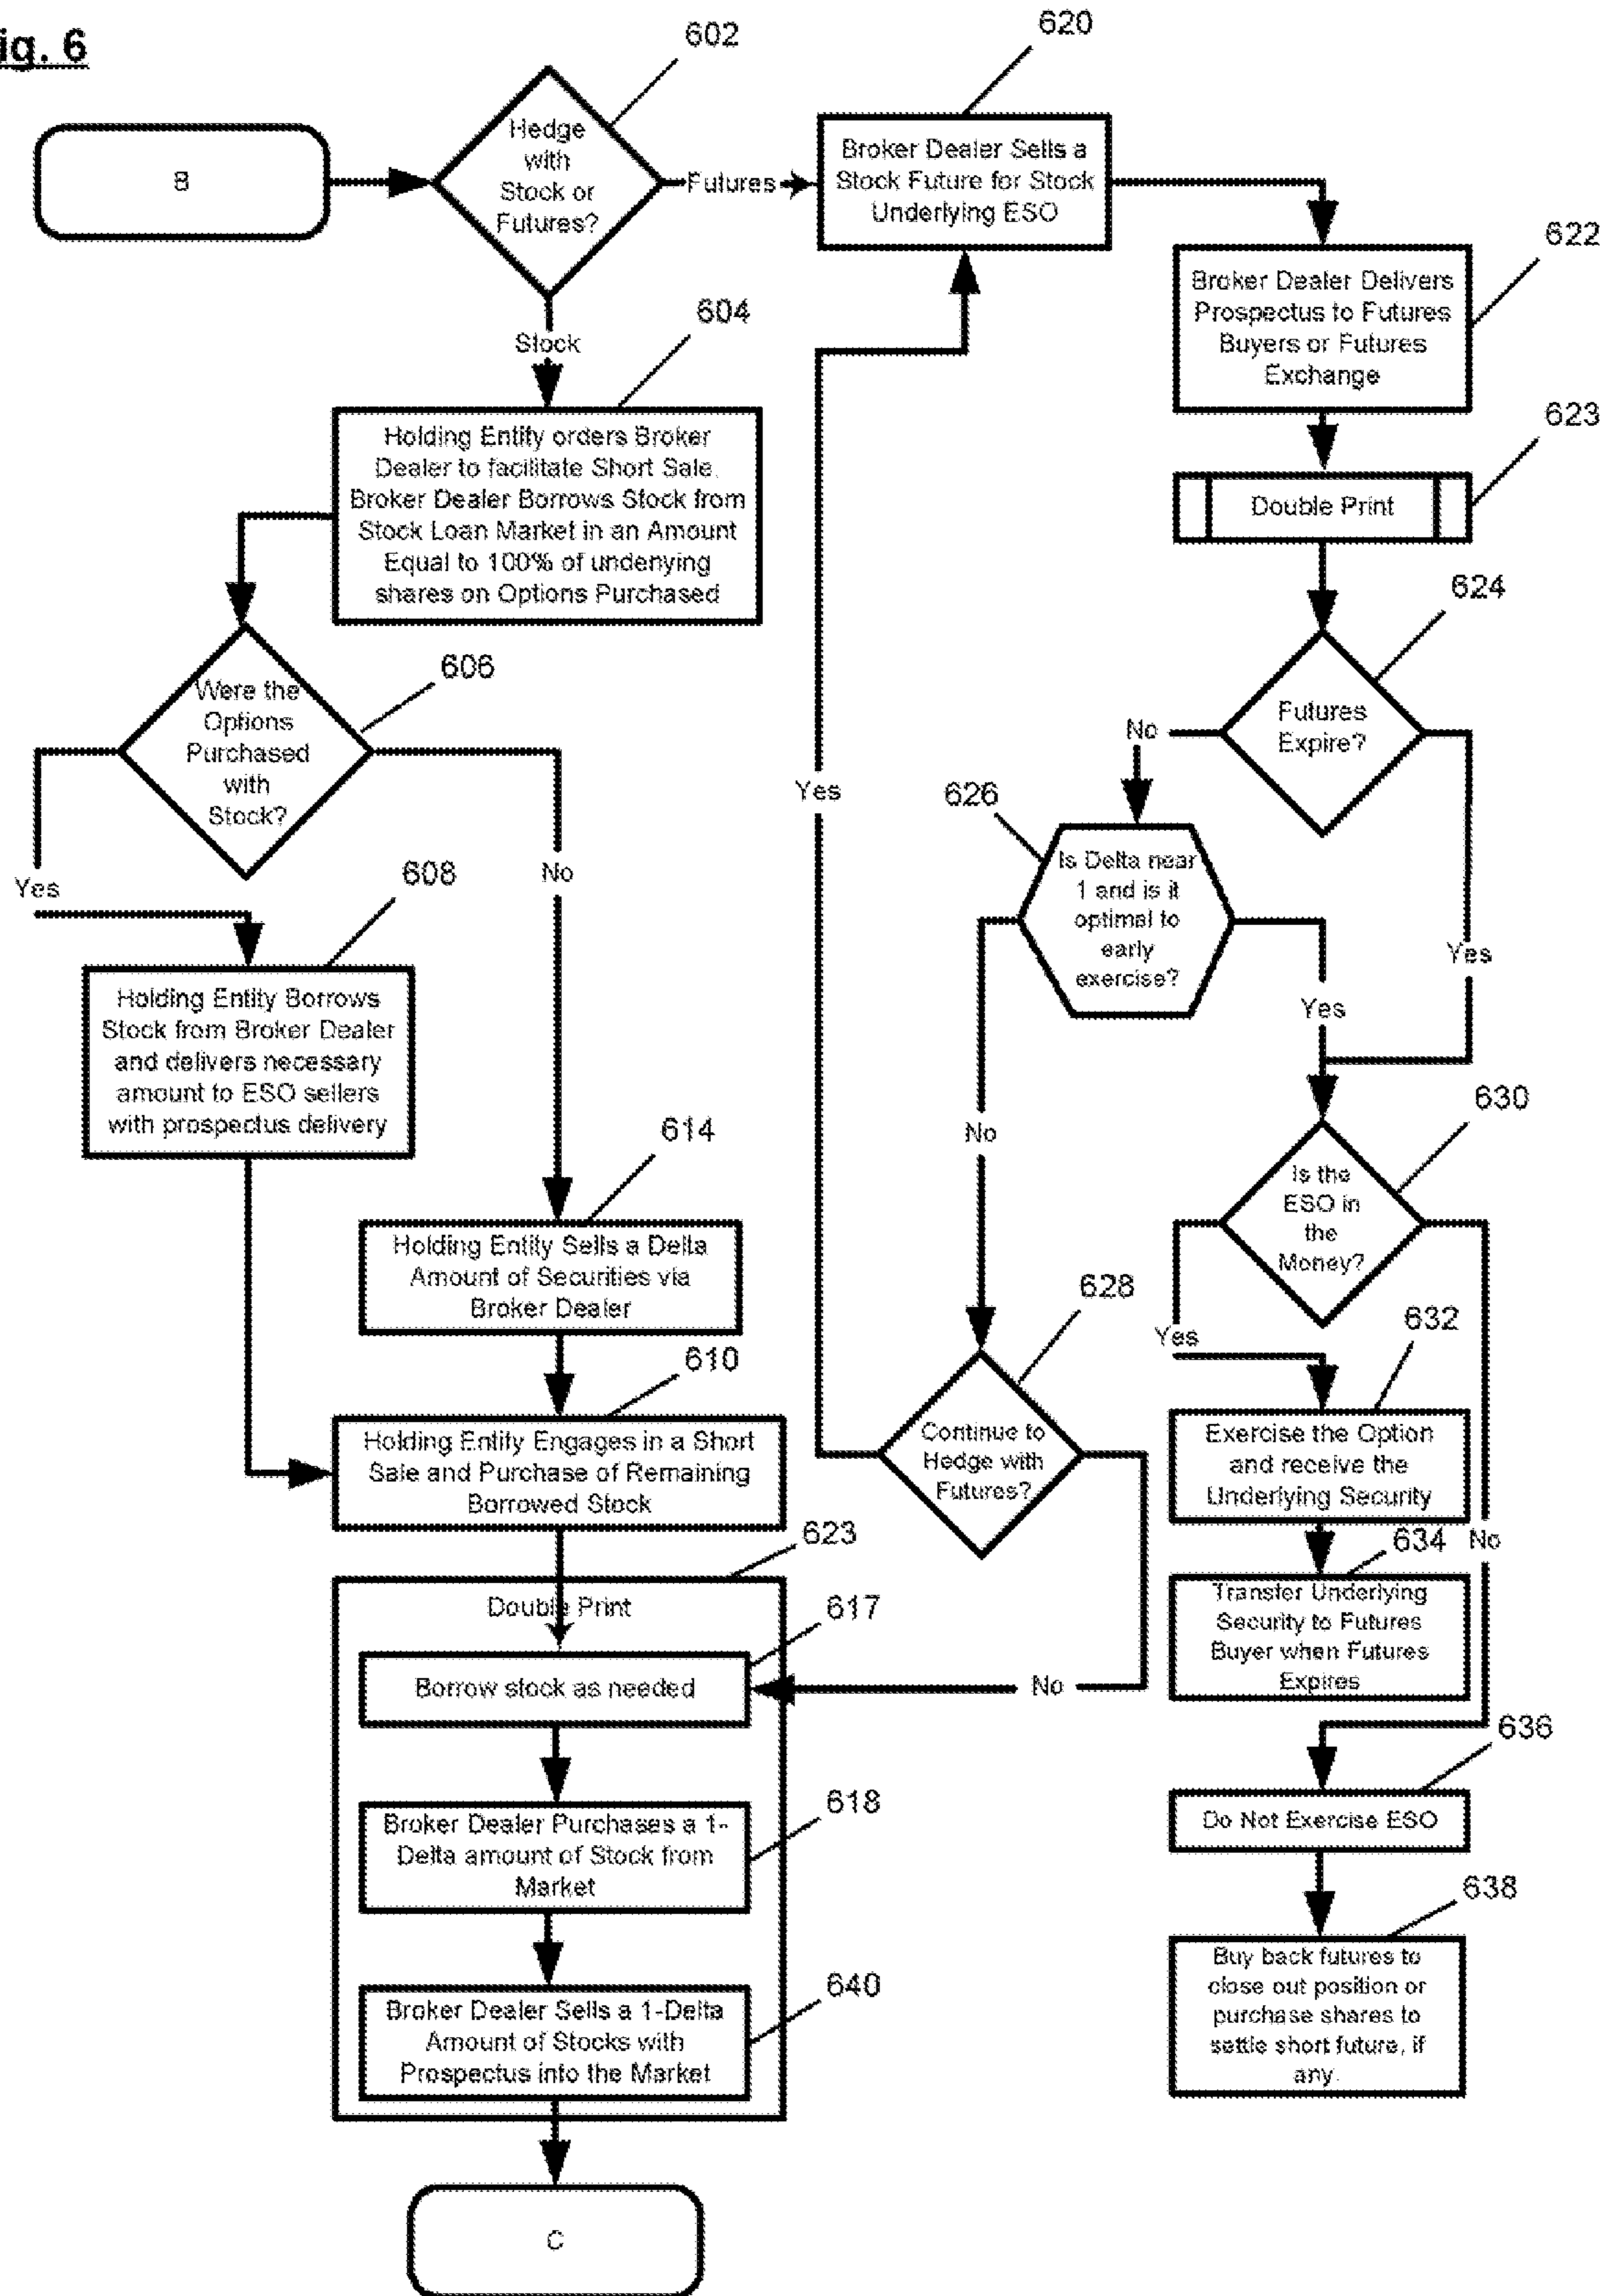 ig. 6
602
620
B
Hedge
with
Stock or
Futures?
Futures
Broker Dealer Sells a
Stock Future for Stock
Underlying ESO
622
Broker Dealer Delivers
Prospectus to Futures
Buyers or Futures
Exchange
Stock
604
Holding Entity orders Broker
Dealer to facilitate Short Sale.
Broker Dealer Borrows Stock from
Stock Loan Market in an Amount
Equal to 100% of underlying
shares on Options Purchased
623
Double Print
624
Futures
Expire?
No
Yes
606
Were the
Options
Purchased
with
Stock?
Yes
No
Yes
626
Is Delta near
1 and is it
optimal to
early
exercise?
Yes
No
608
Holding Entity Borrows
Stock from Broker Dealer
and delivers necessary
amount to ESO sellers
with prospectus delivery
614
Holding Entity Sells a Delta
Amount of Securities via
Broker Dealer
630
Is the
ESO in
the
Money?
Yes
No
628
Continue to
Hedge with
Futures?
No
610
Holding Entity Engages in a Short
Sale and Purchase of Remaining
Borrowed Stock
632
Exercise the Option
and receive the
Underlying Security
634
Transfer Underlying
Security to Futures
Buyer when Futures
Expires
623
Double Print
617
Borrow stock as needed
618
Broker Dealer Purchases a 1-
Delta amount of Stock from
Market
640
Broker Dealer Sells a 1-Delta
Amount of Stocks with
Prospectus into the Market
636
Do Not Exercise ESO
638
Buy back futures to
close out position or
purchase shares to
settle short future, if
any.
C